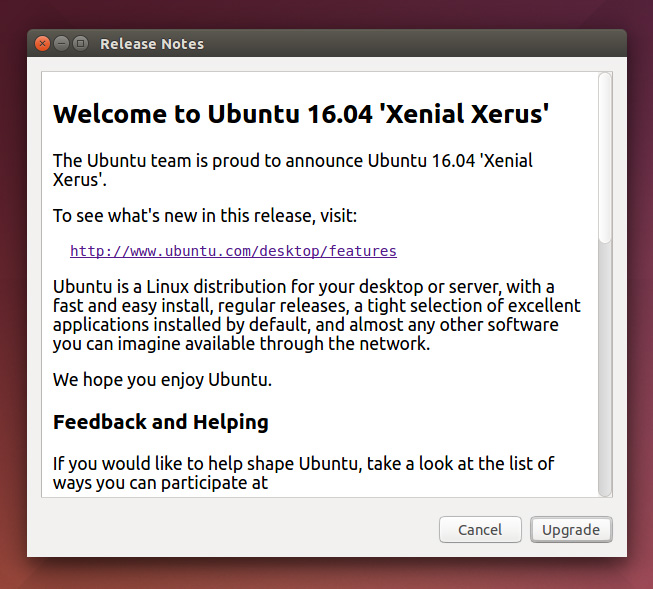 Release Notes
Welcome to Ubuntu 16.04 'Xenial Xerus'
The Ubuntu team is proud to announce Ubuntu 16.04 'Xenial
Xerus'.
To see what's new in this release, visit:
http://www.ubuntu.com/desktop/features
Ubuntu is a Linux distribution for your desktop or server, with a
fast and easy install, regular releases, a tight selection of excellent
applications installed by default, and almost any other software
you can imagine available through the network.
We hope you enjoy Ubuntu.
Feedback and Helping
If you would like to help shape Ubuntu, take a look at the list of
ways you can participate at
Cancel Upgrade